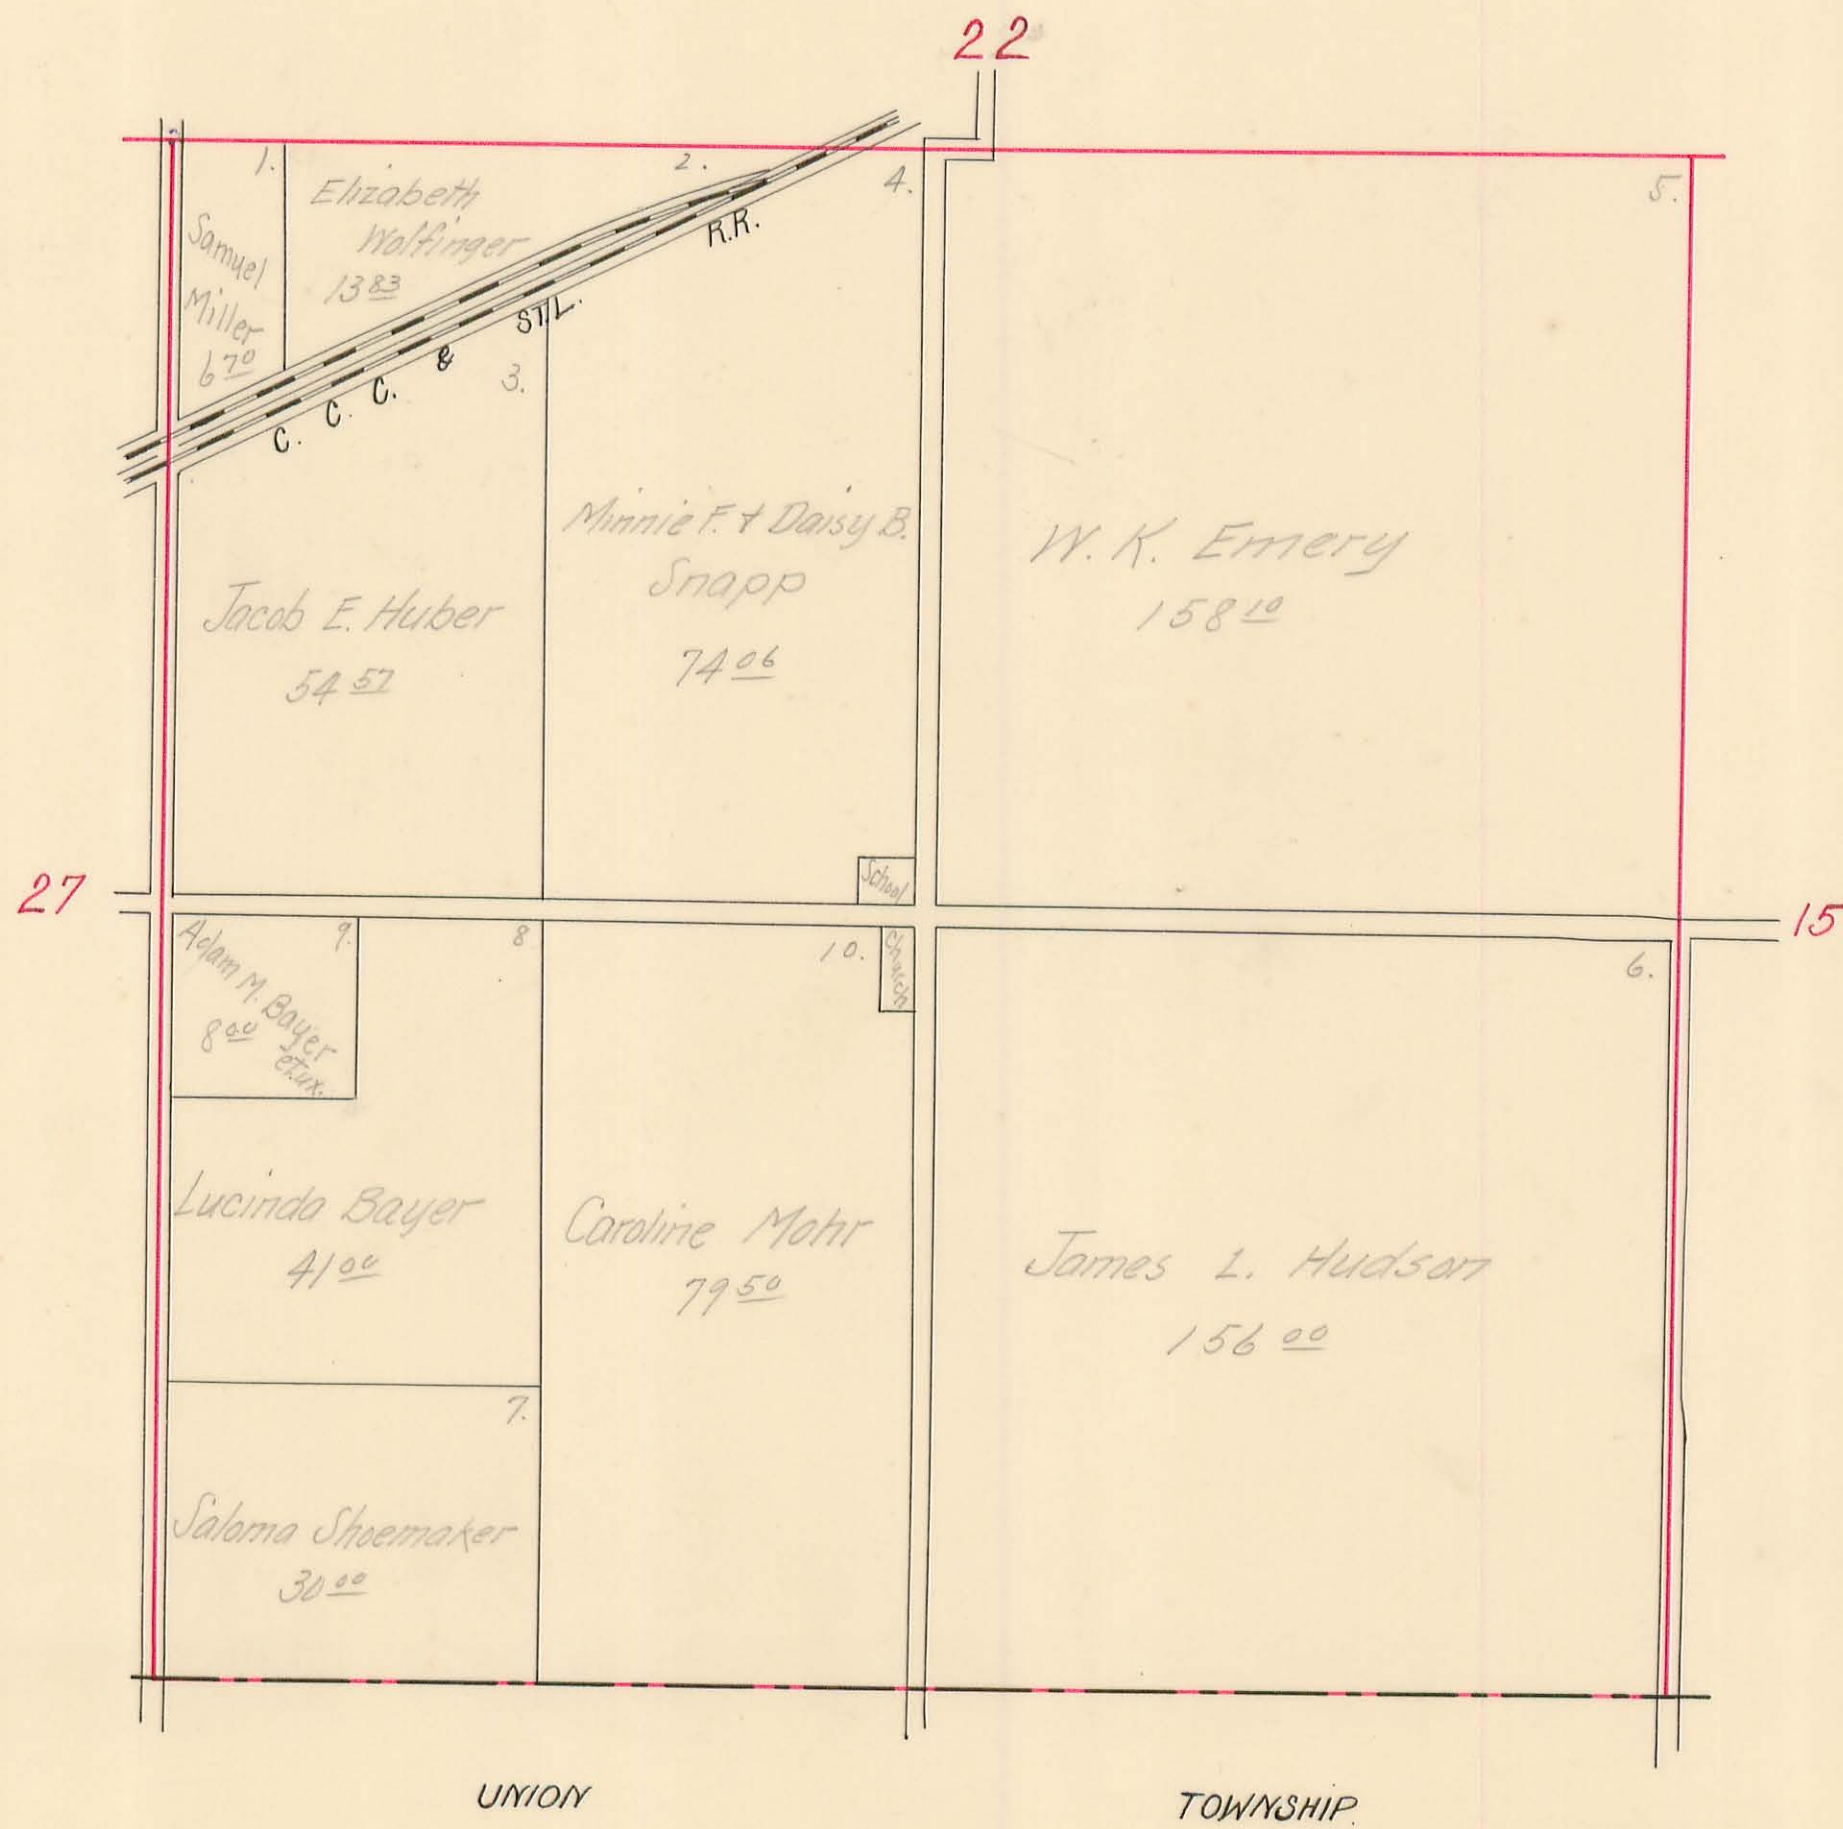 22
1.
Samuel
Miller
6 70
2.
Elizabeth
Wolfinger
13 83
C. C. C. & ST.L. R.R.
3.
Jacob E. Huber
54 57
4.
Minnie F. & Daisy B.
Snapp
74 06
School
5.
W. K. Emery
158 10
27
15
9.
Adam M. Bayer
et.ux.
8 00
8
Lucinda Bayer
41 00
10.
Church
Caroline Mohr
79 50
6.
James L. Hudson
156 00
7.
Saloma Shoemaker
30 00
UNION TOWNSHIP.